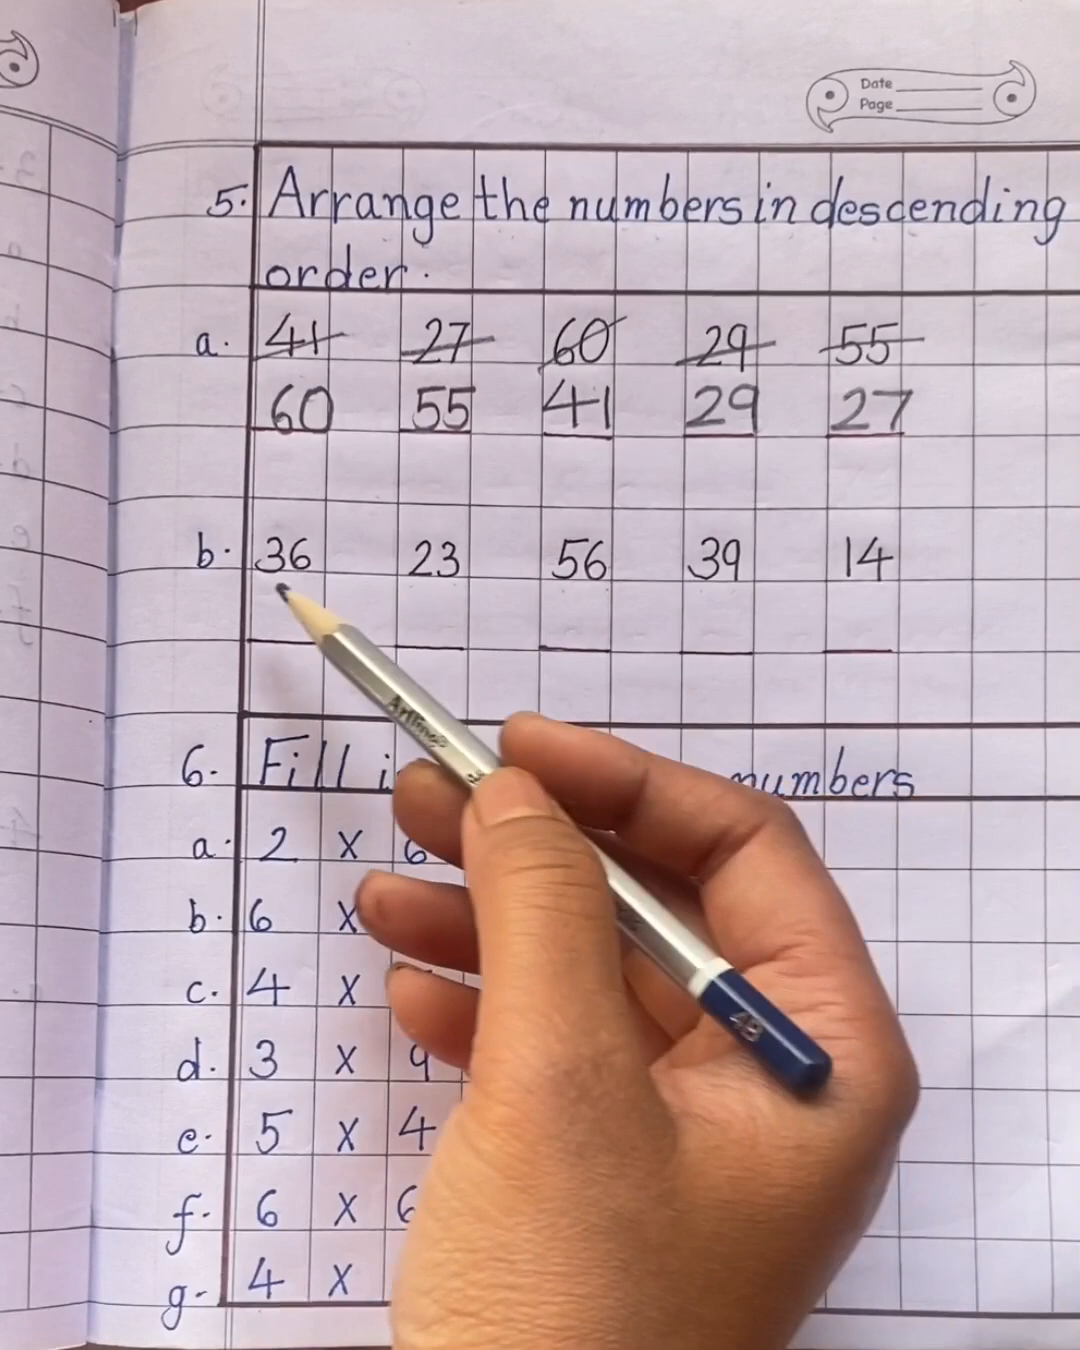 Date
Page
5. Arrange the numbers in descending
order.
a. 41 27 60 29 55
60 55 41 29 27
b. 36 23 56 39 14
6. Fill numbers
a. 2 x 6
b. 6 x
c. 4 x
d. 3 x 9
e. 5 x 4
f. 6 x 6
g. 4 x
Artline
4B